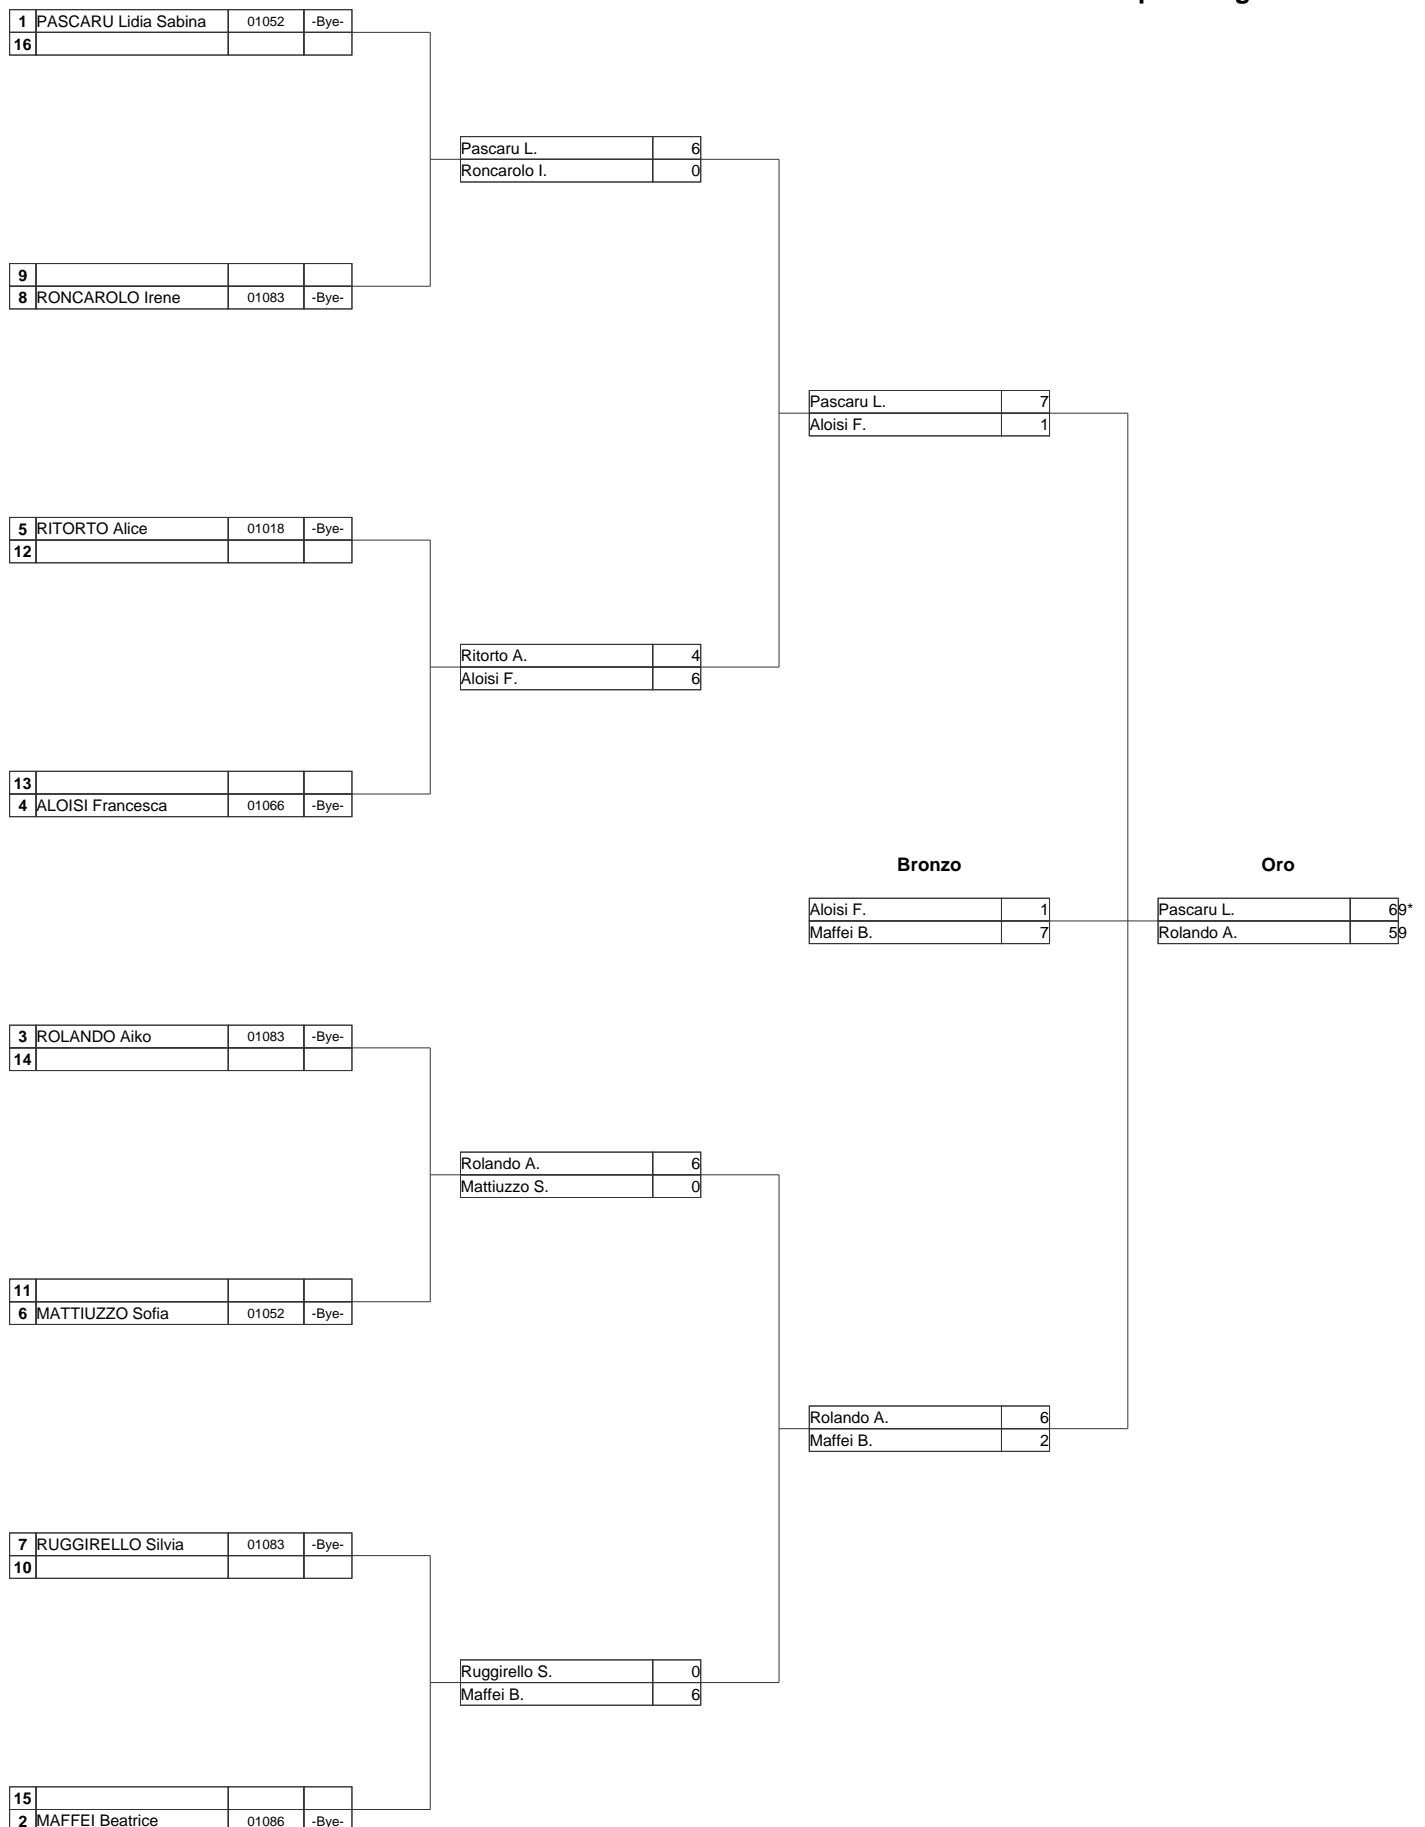 1 PASCARU Lidia Sabina 01052 -Bye-
16
Pascaru L. 6
Roncarolo I. 0
9
8 RONCAROLO Irene 01083 -Bye-
Pascaru L. 7
Aloisi F. 1
5 RITORTO Alice 01018 -Bye-
12
Ritorto A. 4
Aloisi F. 6
13
4 ALOISI Francesca 01066 -Bye-
Bronzo Oro
Aloisi F. 1 Pascaru L. 69*
Maffei B. 7 Rolando A. 59
3 ROLANDO Aiko 01083 -Bye-
14
Rolando A. 6
Mattiuzzo S. 0
11
6 MATTIUZZO Sofia 01052 -Bye-
Rolando A. 6
Maffei B. 2
7 RUGGIRELLO Silvia 01083 -Bye-
10
Ruggirello S. 0
Maffei B. 6
15
2 MAFFEI Beatrice 01086 -Bye-